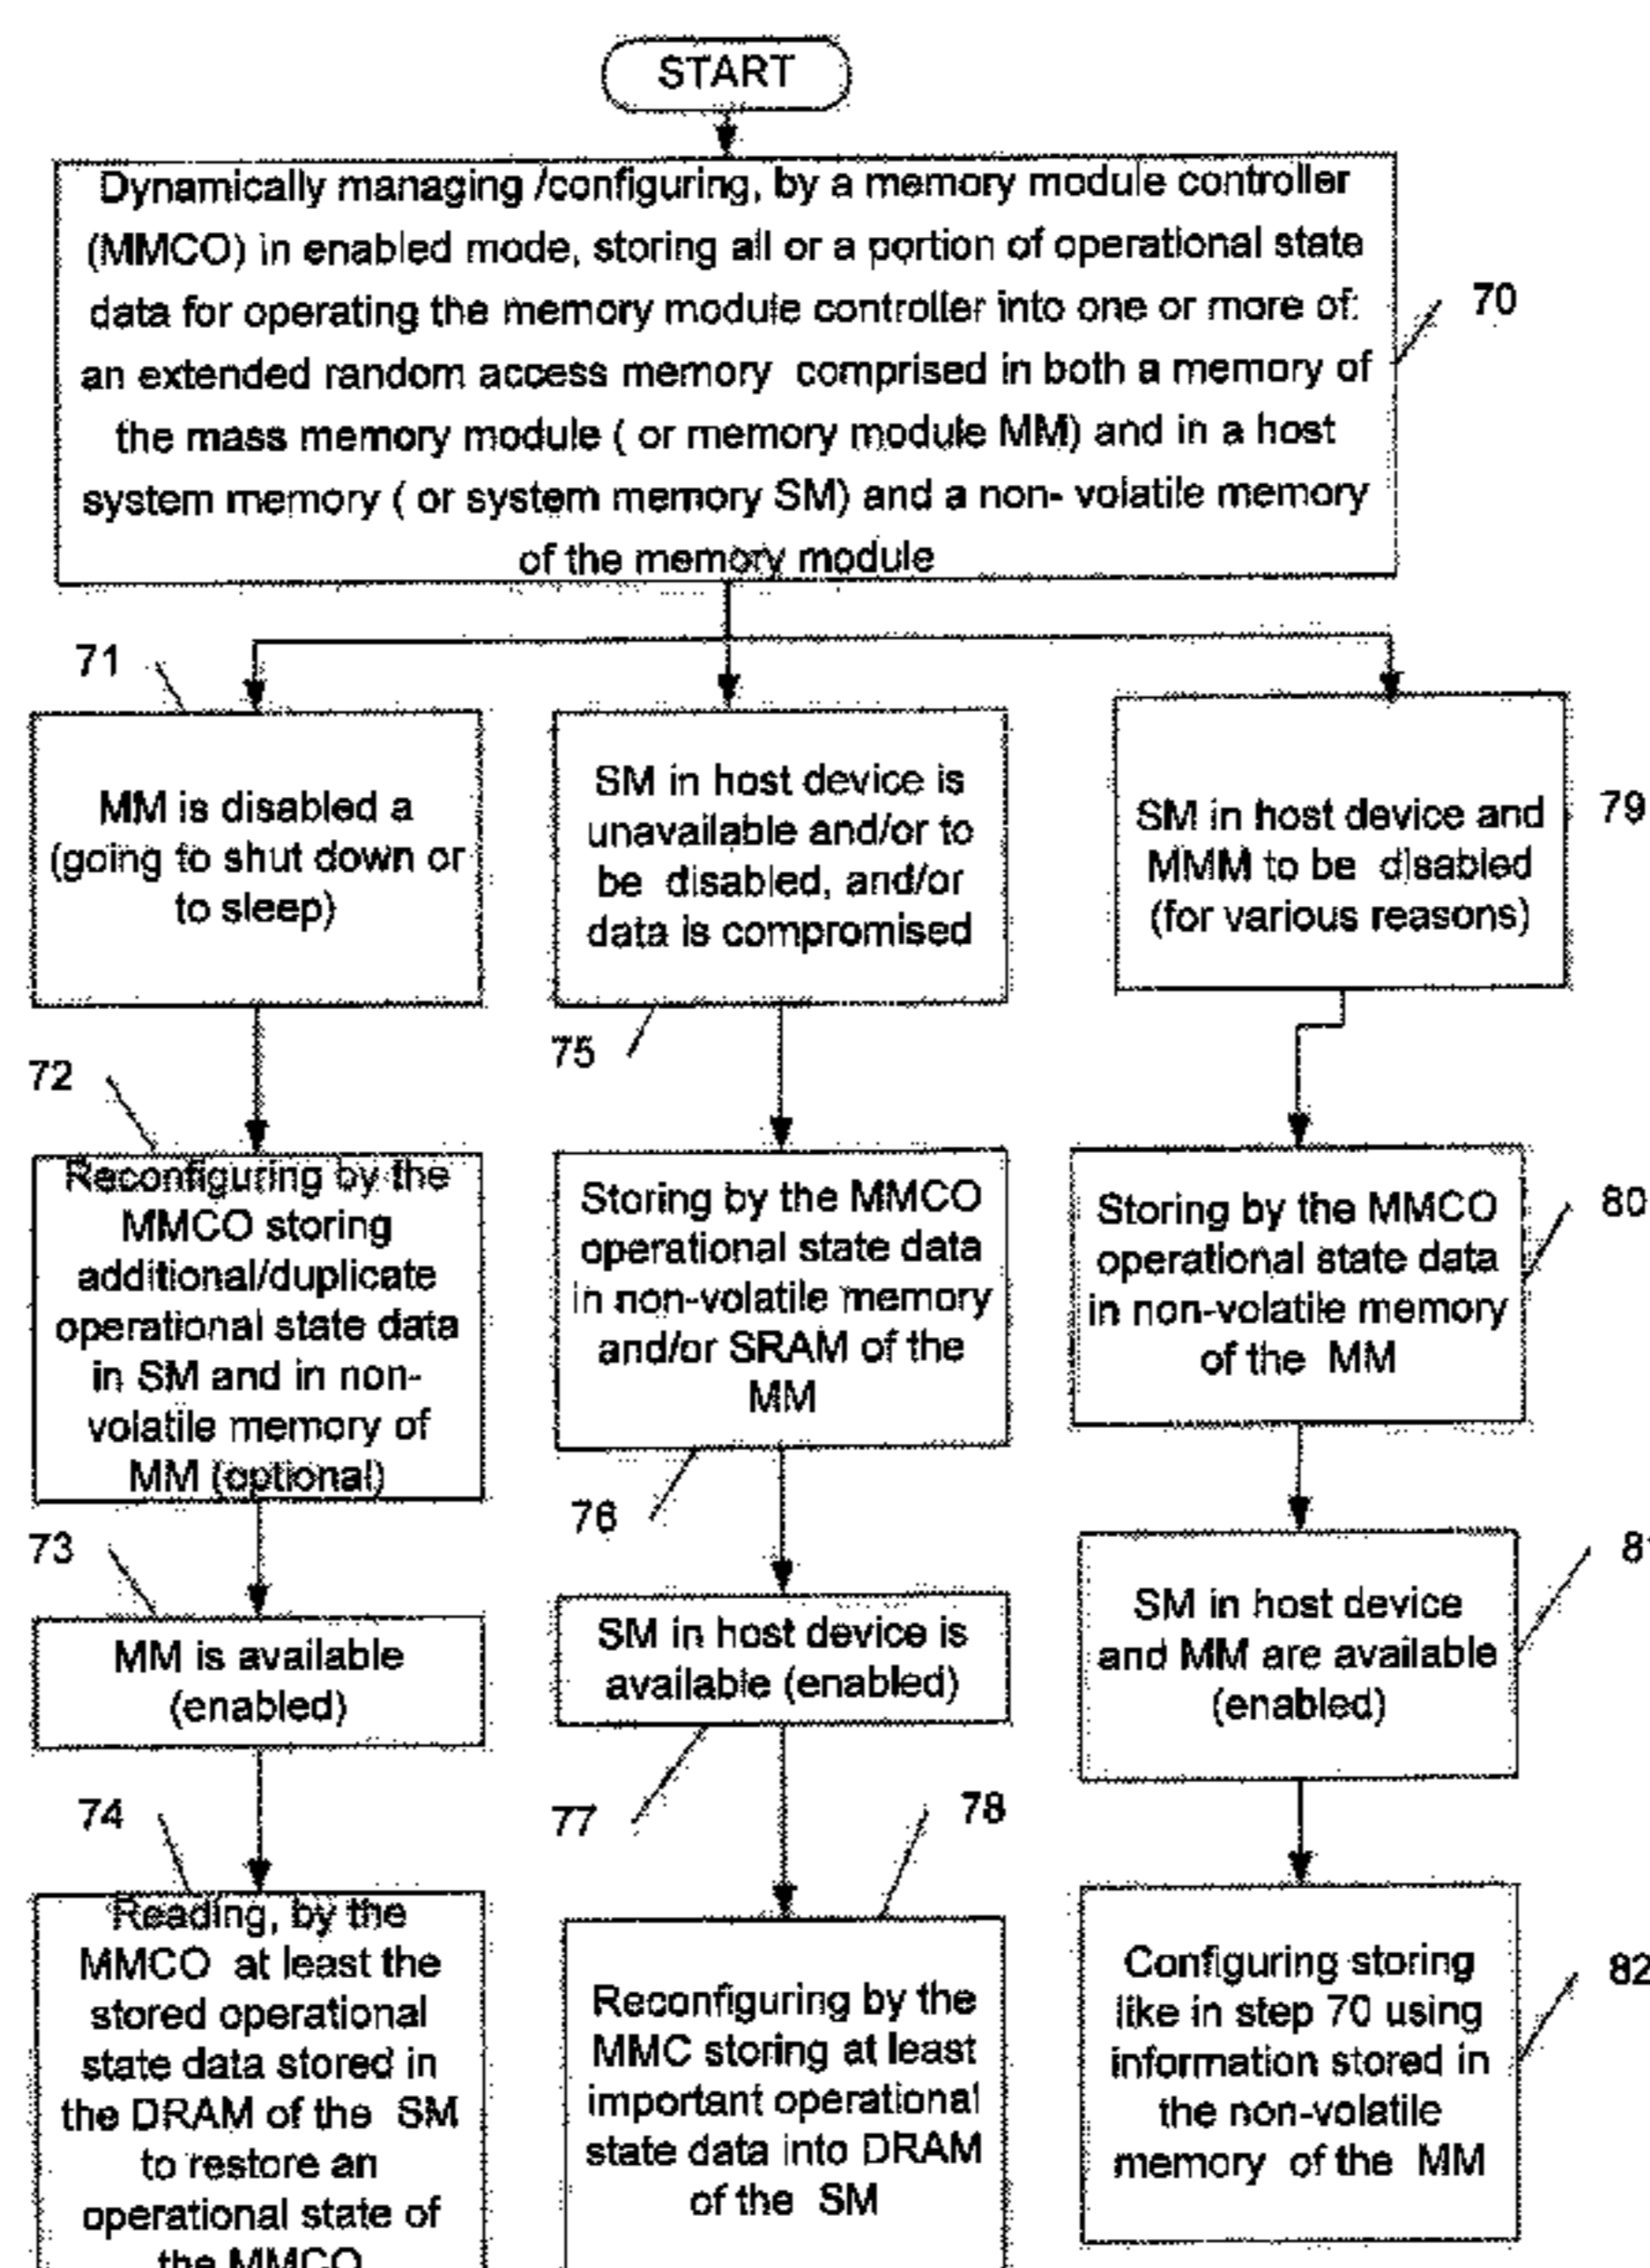 START
Dynamically managing /configuring, by a memory module controller
(MMCO) in enabled mode, storing all or a portion of operational state
data for operating the memory module controller into one or more of:
an extended random access memory comprised in both a memory of
the mass memory module ( or memory module MM) and in a host
system memory ( or system memory SM) and a non- volatile memory
of the memory module
70
71
MM is disabled a
(going to shut down or
to sleep)
72
Reconfiguring by the
MMCO storing
additional/duplicate
operational state data
in SM and in non-
volatile memory of
MM (optional)
73
MM is available
(enabled)
74
Reading, by the
MMCO at least the
stored operational
state data stored in
the DRAM of the SM
to restore an
operational state of
the MMCO
SM in host device is
unavailable and/or to
be disabled, and/or
data is compromised
75
Storing by the MMCO
operational state data
in non-volatile memory
and/or SRAM of the
MM
76
SM in host device is
available (enabled)
77
78
Reconfiguring by the
MMC storing at least
important operational
state data into DRAM
of the SM
SM in host device and
MMM to be disabled
(for various reasons)
79
Storing by the MMCO
operational state data
in non-volatile memory
of the MM
80
SM in host device
and MM are available
(enabled)
81
Configuring storing
like in step 70 using
information stored in
the non-volatile
memory of the MM
82